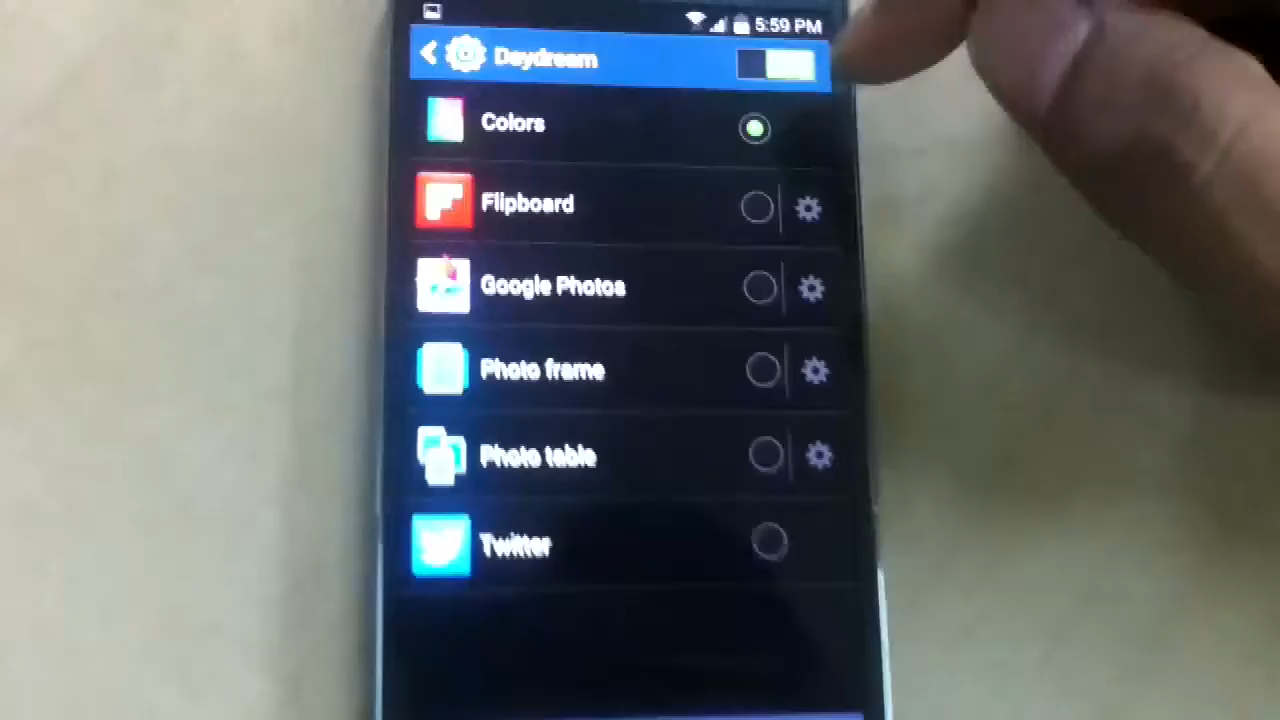 5:59 PM
Daydream
Colors
Flipboard
Google Photos
Photo frame
Photo table
Twitter